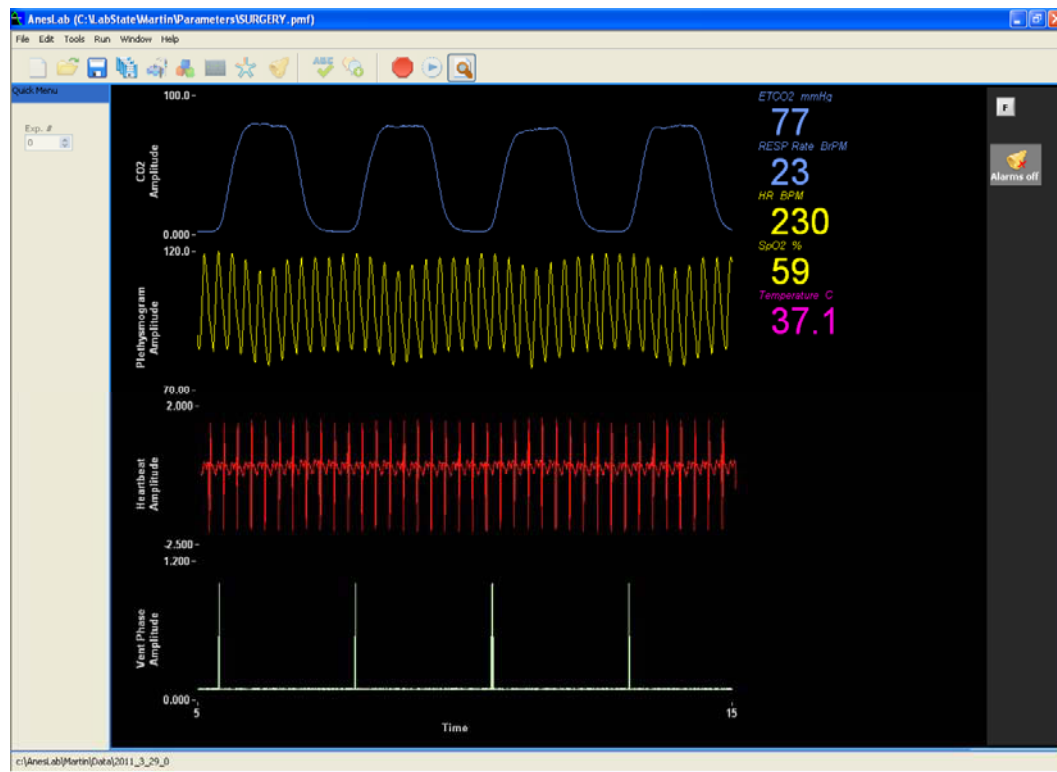 AnesLab (C:\LabState\Martin\Parameters\SURGERY.pmf)
File Edit Tools Run Window Help
ABC
Quick Menu
Exp. #
0
100.0
CO2
Amplitude
0.000
120.0
Plethysmogram
Amplitude
70.00
2.000
Heartbeat
Amplitude
-2.500
1.200
Vent Phase
Amplitude
0.000
5
15
Time
ETCO2 mmHg
77
RESP Rate BrPM
23
HR BPM
230
SpO2 %
59
Temperature C
37.1
F
Alarms off
c:\AnesLab\Martin\Data\2011_3_29_0